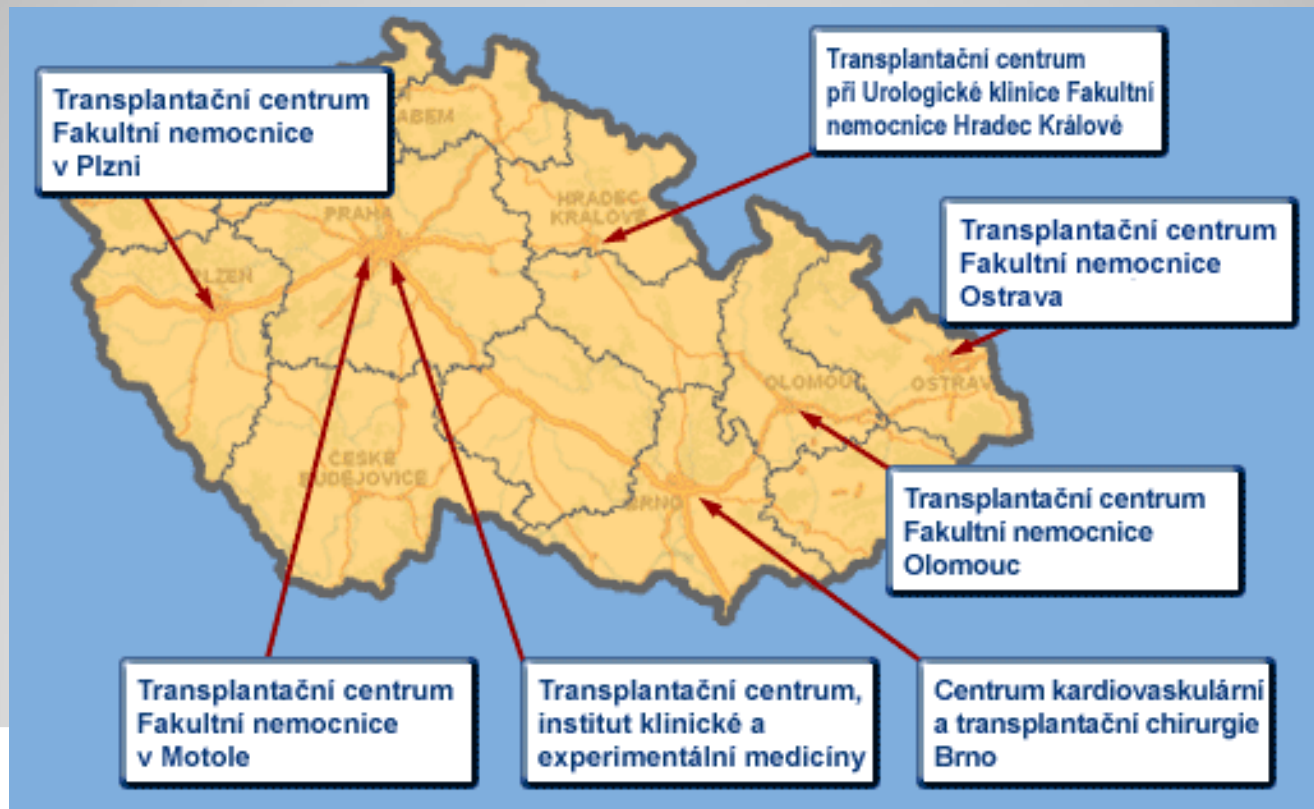 Transplantační centrum
Fakultní nemocnice
v Plzni
Transplantační centrum
při Urologické klinice Fakultní
nemocnice Hradec Králové
Transplantační centrum
Fakultní nemocnice
Ostrava
ABEM
PRAHA
HRADEC
KRÁLOVÉ
PLZEŇ
OLOMOUC
OSTRAV
ČESKÉ
BUDĚJOVICE
BRNO
Transplantační centrum
Fakultní nemocnice
Olomouc
Transplantační centrum
Fakultní nemocnice
v Motole
Transplantační centrum,
institut klinické a
experimentální medicíny
Centrum kardiovaskulární
a transplantační chirurgie
Brno